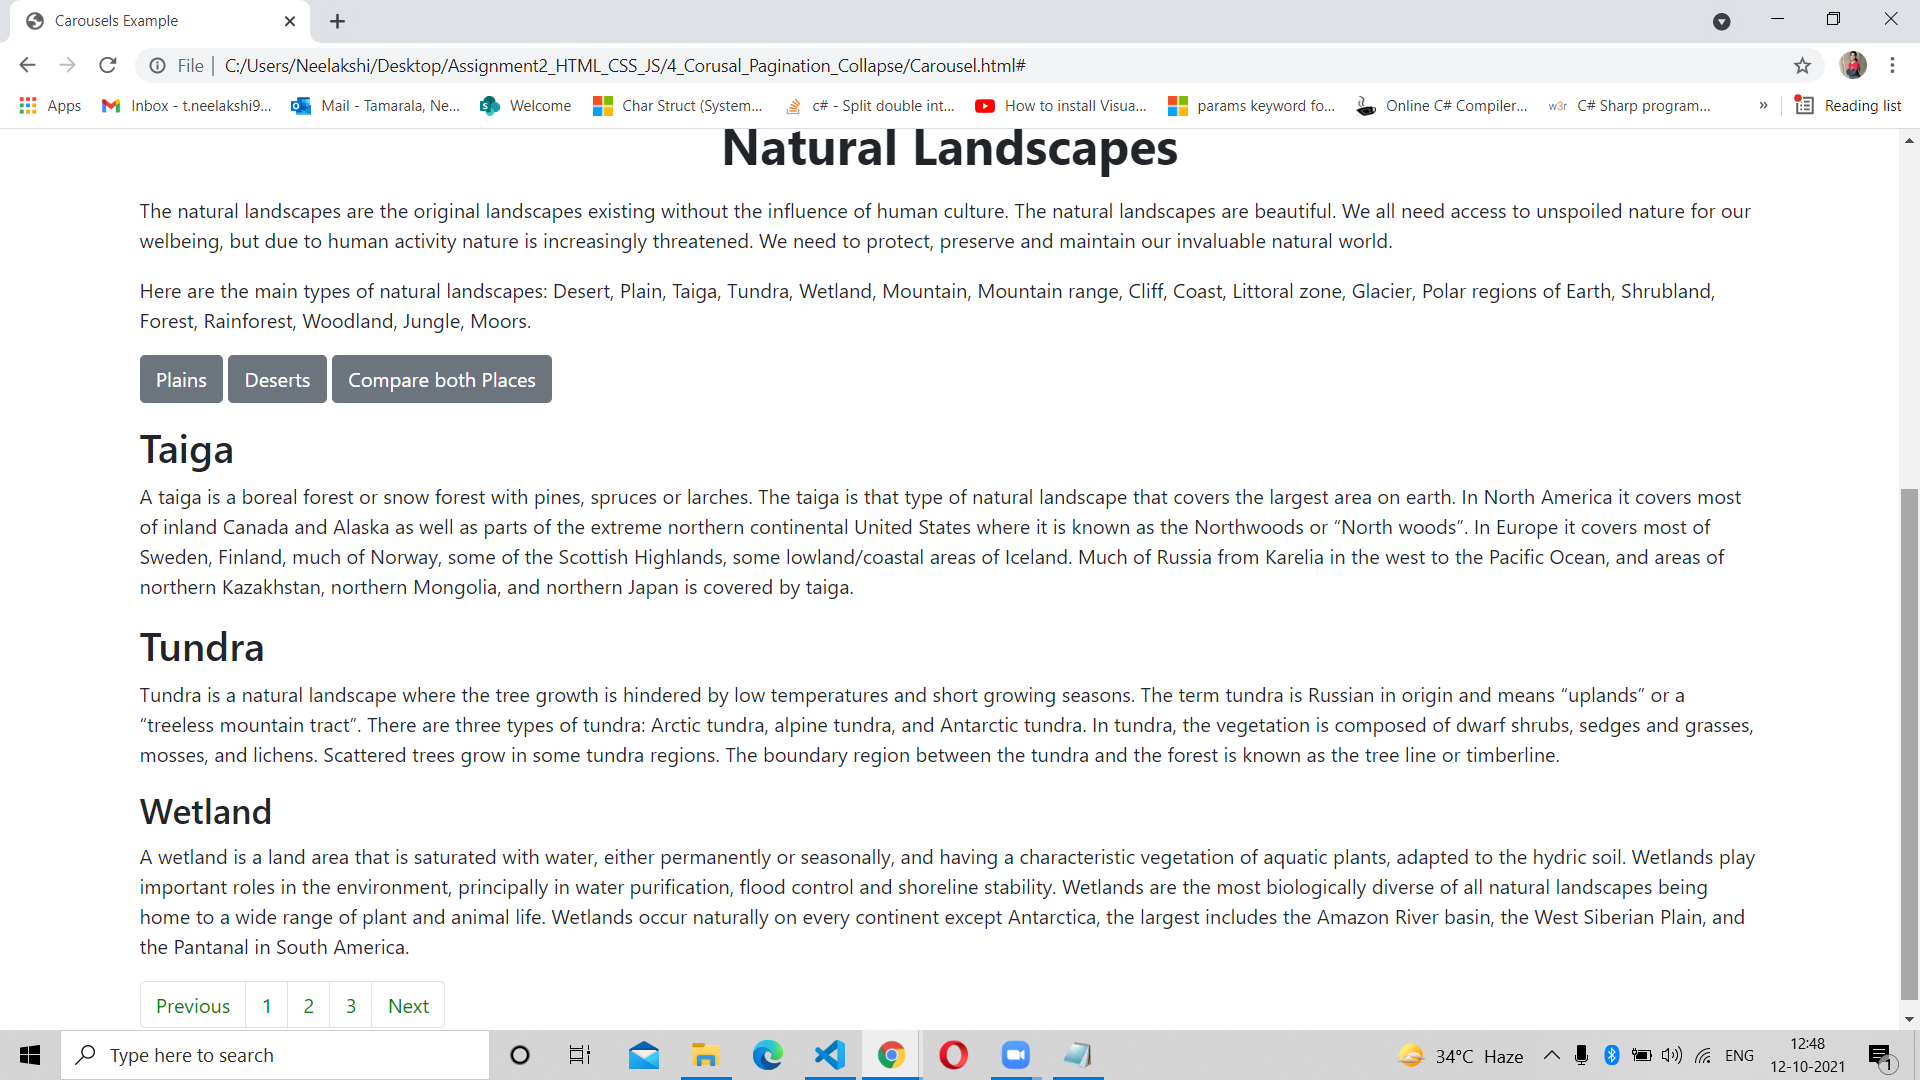 Carousels Example
File | C:/Users/Neelakshi/Desktop/Assignment2_HTML_CSS_JS/4_Corusal_Pagination_Collapse/Carousel.html#
Apps Inbox - t.neelakshi9... Mail - Tamarala, Ne... Welcome Char Struct (System... c# - Split double int... How to install Visua... params keyword fo... Online C# Compiler... w3r C# Sharp program... » Reading list
Natural Landscapes
The natural landscapes are the original landscapes existing without the influence of human culture. The natural landscapes are beautiful. We all need access to unspoiled nature for our
welbeing, but due to human activity nature is increasingly threatened. We need to protect, preserve and maintain our invaluable natural world.
Here are the main types of natural landscapes: Desert, Plain, Taiga, Tundra, Wetland, Mountain, Mountain range, Cliff, Coast, Littoral zone, Glacier, Polar regions of Earth, Shrubland,
Forest, Rainforest, Woodland, Jungle, Moors.
Plains Deserts Compare both Places
Taiga
A taiga is a boreal forest or snow forest with pines, spruces or larches. The taiga is that type of natural landscape that covers the largest area on earth. In North America it covers most
of inland Canada and Alaska as well as parts of the extreme northern continental United States where it is known as the Northwoods or “North woods”. In Europe it covers most of
Sweden, Finland, much of Norway, some of the Scottish Highlands, some lowland/coastal areas of Iceland. Much of Russia from Karelia in the west to the Pacific Ocean, and areas of
northern Kazakhstan, northern Mongolia, and northern Japan is covered by taiga.
Tundra
Tundra is a natural landscape where the tree growth is hindered by low temperatures and short growing seasons. The term tundra is Russian in origin and means “uplands” or a
“treeless mountain tract”. There are three types of tundra: Arctic tundra, alpine tundra, and Antarctic tundra. In tundra, the vegetation is composed of dwarf shrubs, sedges and grasses,
mosses, and lichens. Scattered trees grow in some tundra regions. The boundary region between the tundra and the forest is known as the tree line or timberline.
Wetland
A wetland is a land area that is saturated with water, either permanently or seasonally, and having a characteristic vegetation of aquatic plants, adapted to the hydric soil. Wetlands play
important roles in the environment, principally in water purification, flood control and shoreline stability. Wetlands are the most biologically diverse of all natural landscapes being
home to a wide range of plant and animal life. Wetlands occur naturally on every continent except Antarctica, the largest includes the Amazon River basin, the West Siberian Plain, and
the Pantanal in South America.
Previous 1 2 3 Next
Type here to search 34°C Haze ENG 12:48
12-10-2021 1